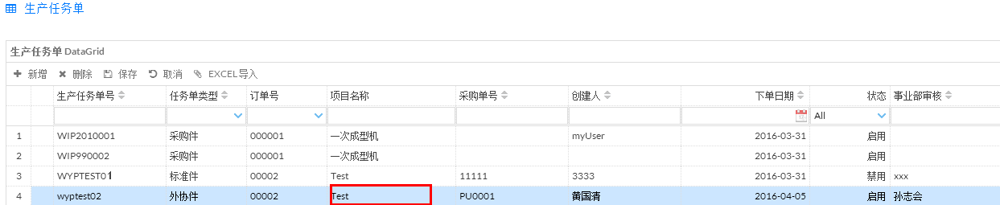 生产任务单
生产任务单 DataGrid
新增 删除 保存 取消 EXCEL导入
生产任务单号 任务单类型 订单号 项目名称 采购单号 创建人 下单日期 状态 事业部审核
All
1 WIP2010001 采购件 000001 一次成型机 myUser 2016-03-31 启用
2 WIP990002 采购件 000001 一次成型机 2016-03-31 启用
3 WYPTEST01 标准件 00002 Test 11111 3333 2016-03-31 禁用 xxx
4 wyptest02 外协件 00002 Test PU0001 黄国清 2016-04-05 启用 孙志会